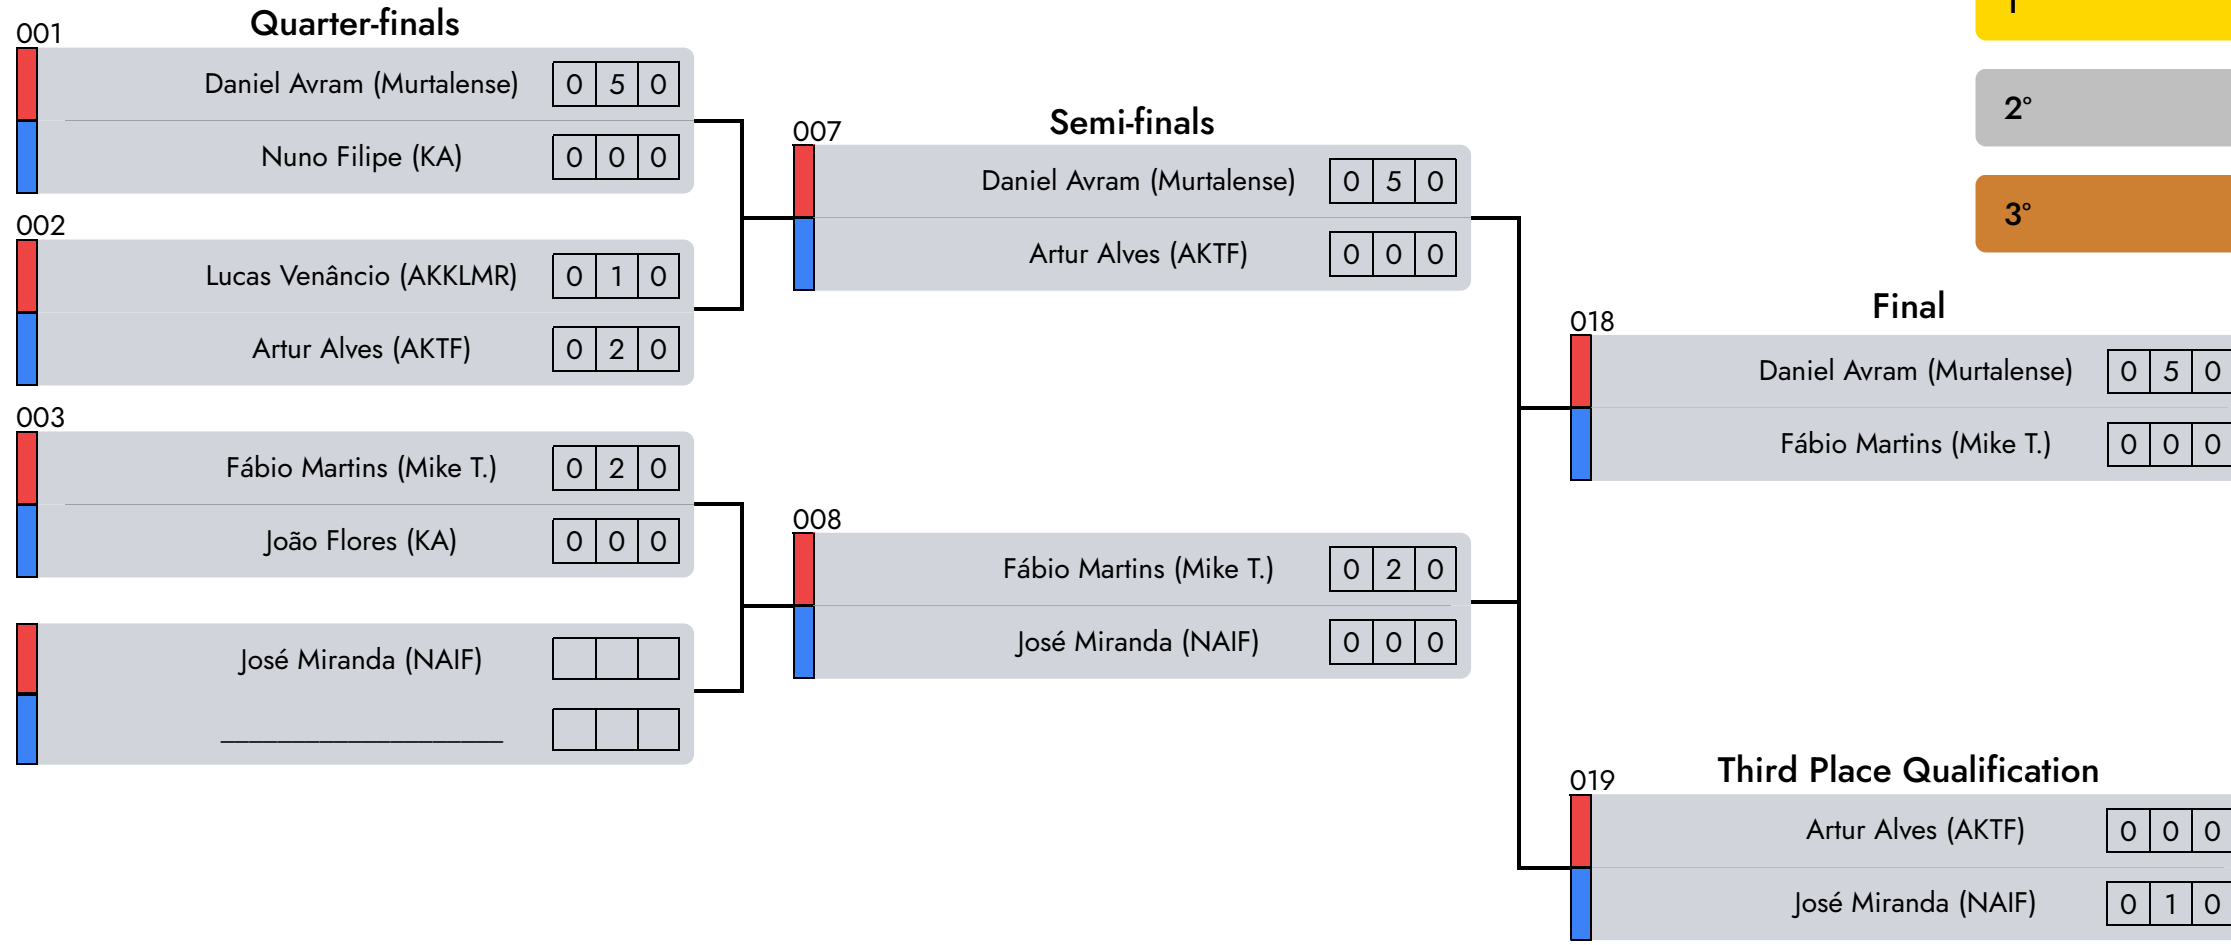 Quarter-finals
001
Daniel Avram (Murtalense) 0 5 0
Nuno Filipe (KA) 0 0 0
002
Lucas Venâncio (AKKLMR) 0 1 0
Artur Alves (AKTF) 0 2 0
003
Fábio Martins (Mike T.) 0 2 0
João Flores (KA) 0 0 0
José Miranda (NAIF)
____________________
Semi-finals
007
Daniel Avram (Murtalense) 0 5 0
Artur Alves (AKTF) 0 0 0
008
Fábio Martins (Mike T.) 0 2 0
José Miranda (NAIF) 0 0 0
2°
3°
Final
018
Daniel Avram (Murtalense) 0 5 0
Fábio Martins (Mike T.) 0 0 0
Third Place Qualification
019
Artur Alves (AKTF) 0 0 0
José Miranda (NAIF) 0 1 0